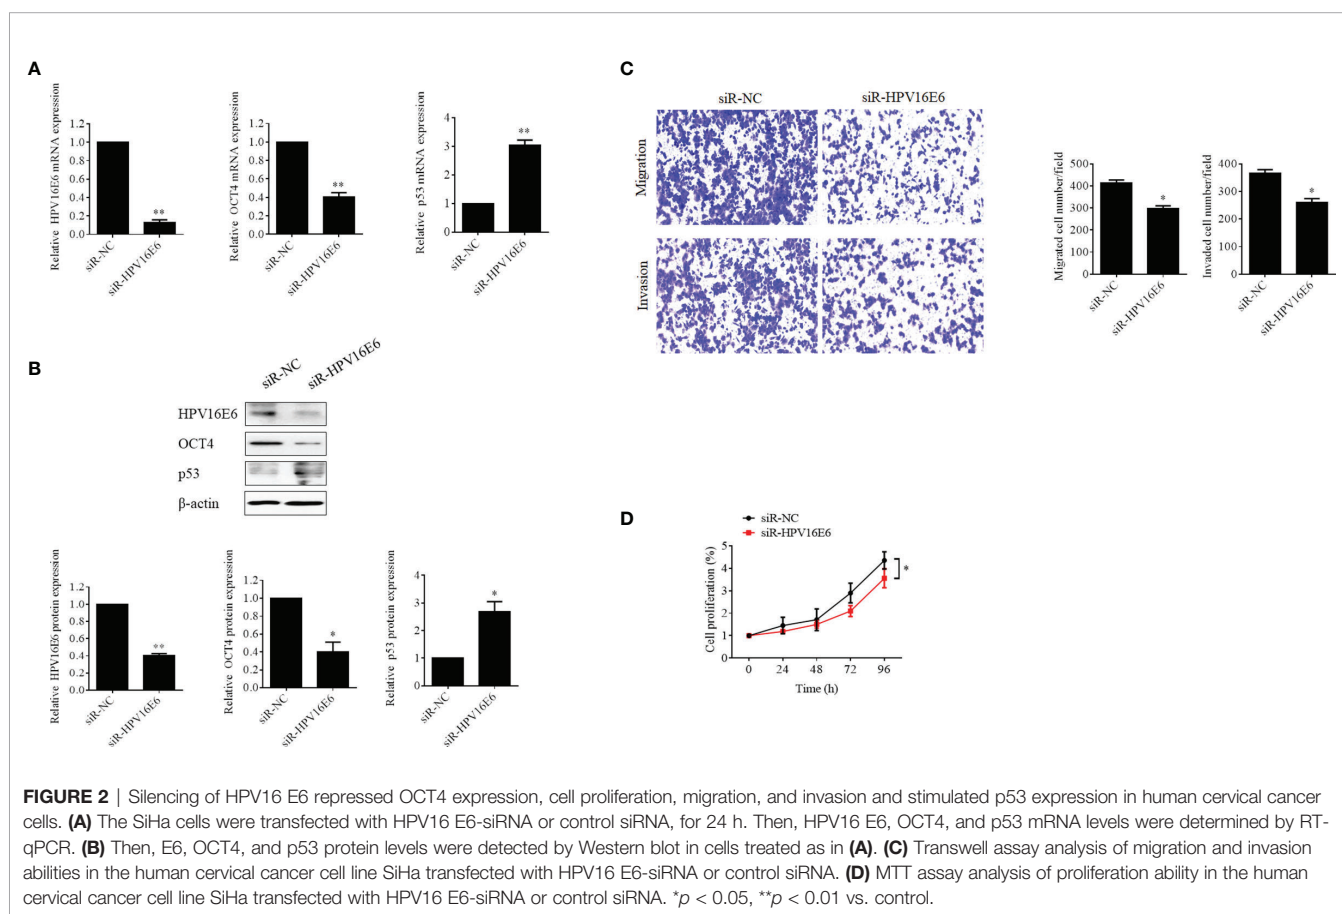 A
Relative HPV16E6 mRNA expression
1.2
1.0
0.8
0.6
0.4
0.2
0.0
**
siR-NC
siR-HPV16E6
Relative OCT4 mRNA expression
1.2
1.0
0.8
0.6
0.4
0.2
0.0
**
siR-NC
siR-HPV16E6
Relative p53 mRNA expression
4
3
2
1
0
**
siR-NC
siR-HPV16E6
B
siR-NC
siR-HPV16E6
HPV16E6
OCT4
p53
β-actin
Relative HPV16E6 protein expression
1.4
1.2
1.0
0.8
0.6
0.4
0.2
0.0
**
siR-NC
siR-HPV16E6
Relative OCT4 protein expression
1.4
1.2
1.0
0.8
0.6
0.4
0.2
0.0
*
siR-NC
siR-HPV16E6
Relative p53 protein expression
4
3
2
1
0
*
siR-NC
siR-HPV16E6
C
siR-NC
siR-HPV16E6
Migration
Invasion
Migrated cell number/field
500
400
300
200
100
0
*
siR-NC
siR-HPV16E6
Invaded cell number/field
400
300
200
100
0
*
siR-NC
siR-HPV16E6
D
siR-NC
siR-HPV16E6
Cell proliferation (%)
5
4
3
2
1
0
*
0 24 48 72 96
Time (h)
FIGURE 2 | Silencing of HPV16 E6 repressed OCT4 expression, cell proliferation, migration, and invasion and stimulated p53 expression in human cervical cancer
cells. (A) The SiHa cells were transfected with HPV16 E6-siRNA or control siRNA, for 24 h. Then, HPV16 E6, OCT4, and p53 mRNA levels were determined by RT-
qPCR. (B) Then, E6, OCT4, and p53 protein levels were detected by Western blot in cells treated as in (A). (C) Transwell assay analysis of migration and invasion
abilities in the human cervical cancer cell line SiHa transfected with HPV16 E6-siRNA or control siRNA. (D) MTT assay analysis of proliferation ability in the human
cervical cancer cell line SiHa transfected with HPV16 E6-siRNA or control siRNA. *p < 0.05, **p < 0.01 vs. control.